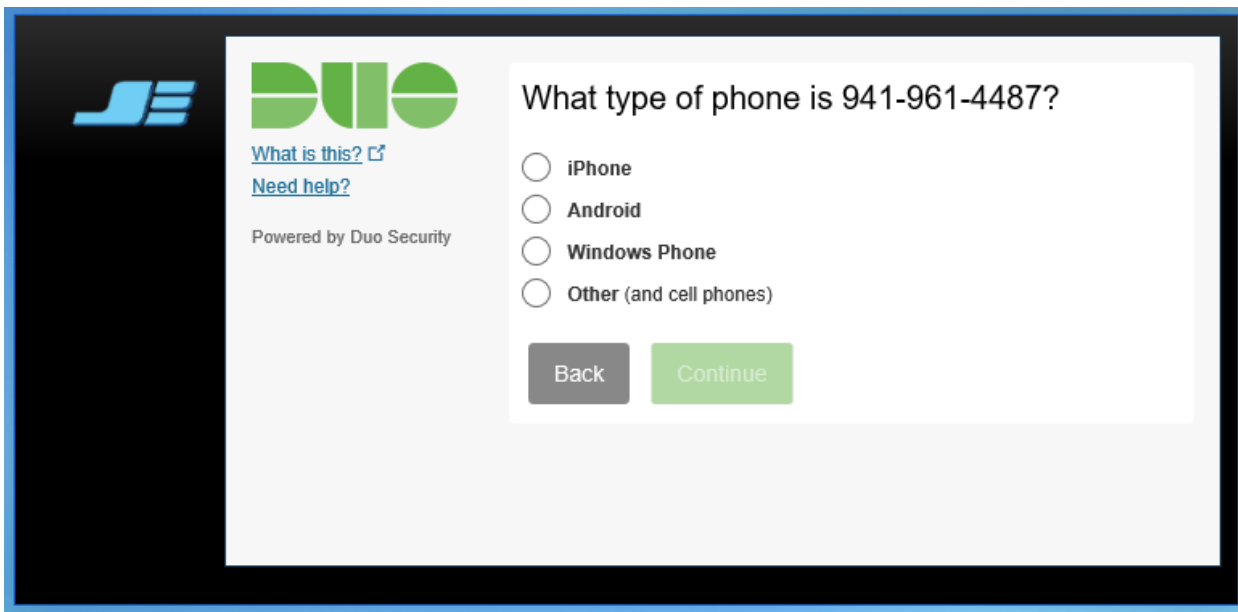 DUO
What is this?
Need help?
Powered by Duo Security
What type of phone is 941-961-4487?
iPhone
Android
Windows Phone
Other (and cell phones)
Back
Continue